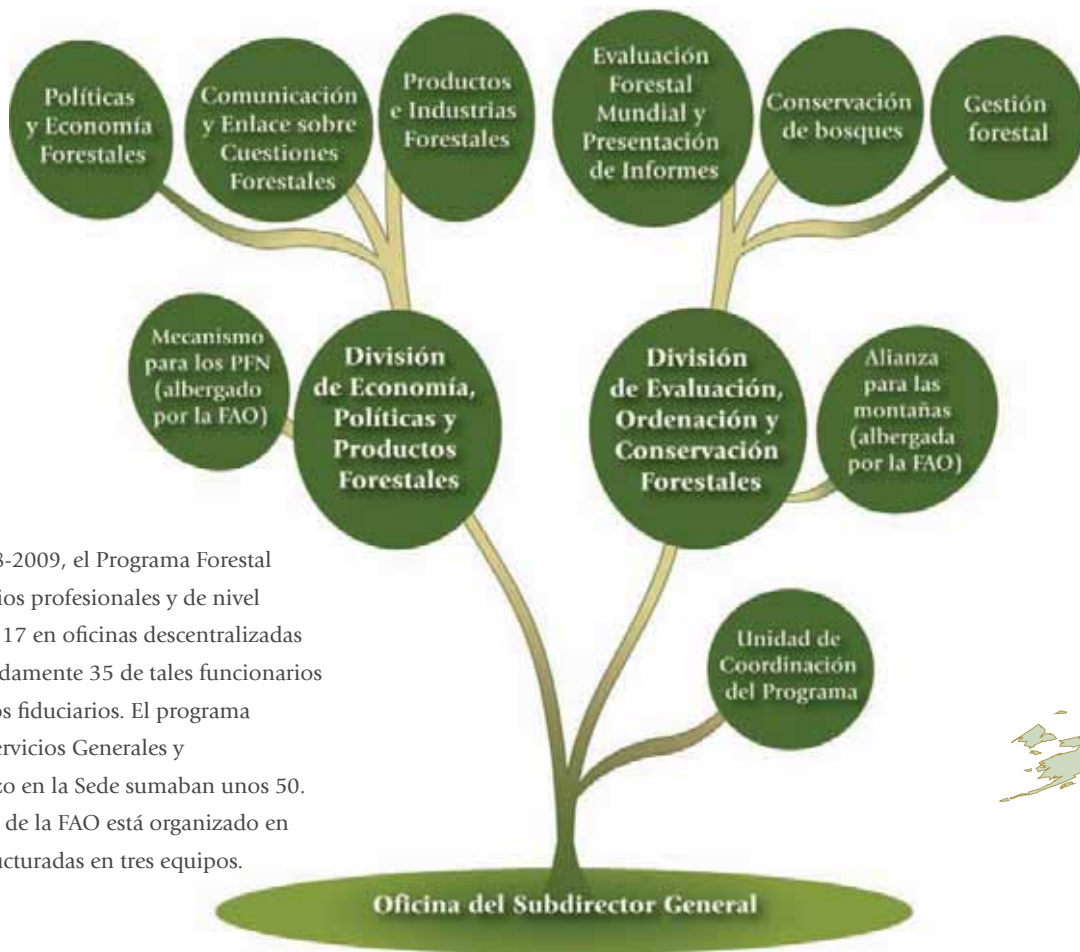 Políticas
y Economía
Forestales
Comunicación
y Enlace sobre
Cuestiones
Forestales
Productos
e Industrias
Forestales
Evaluación
Forestal
Mundial y
Presentación
de Informes
Conservación
de bosques
Gestión
forestal
Mecanismo
para los PFN
(albergado
por la FAO)
División
de Economía,
Políticas y
Productos
Forestales
División
de Evaluación,
Ordenación y
Conservación
Forestales
Alianza
para las
montañas
(albergada
por la FAO)
-2009, el Programa Forestal
ios profesionales y de nivel
17 en oficinas descentralizadas
damente 35 de tales funcionarios
os fiduciarios. El programa
ervicios Generales y
zo en la Sede sumaban unos 50.
de la FAO está organizado en
ucturadas en tres equipos.
Unidad de
Coordinación
del Programa
Oficina del Subdirector General